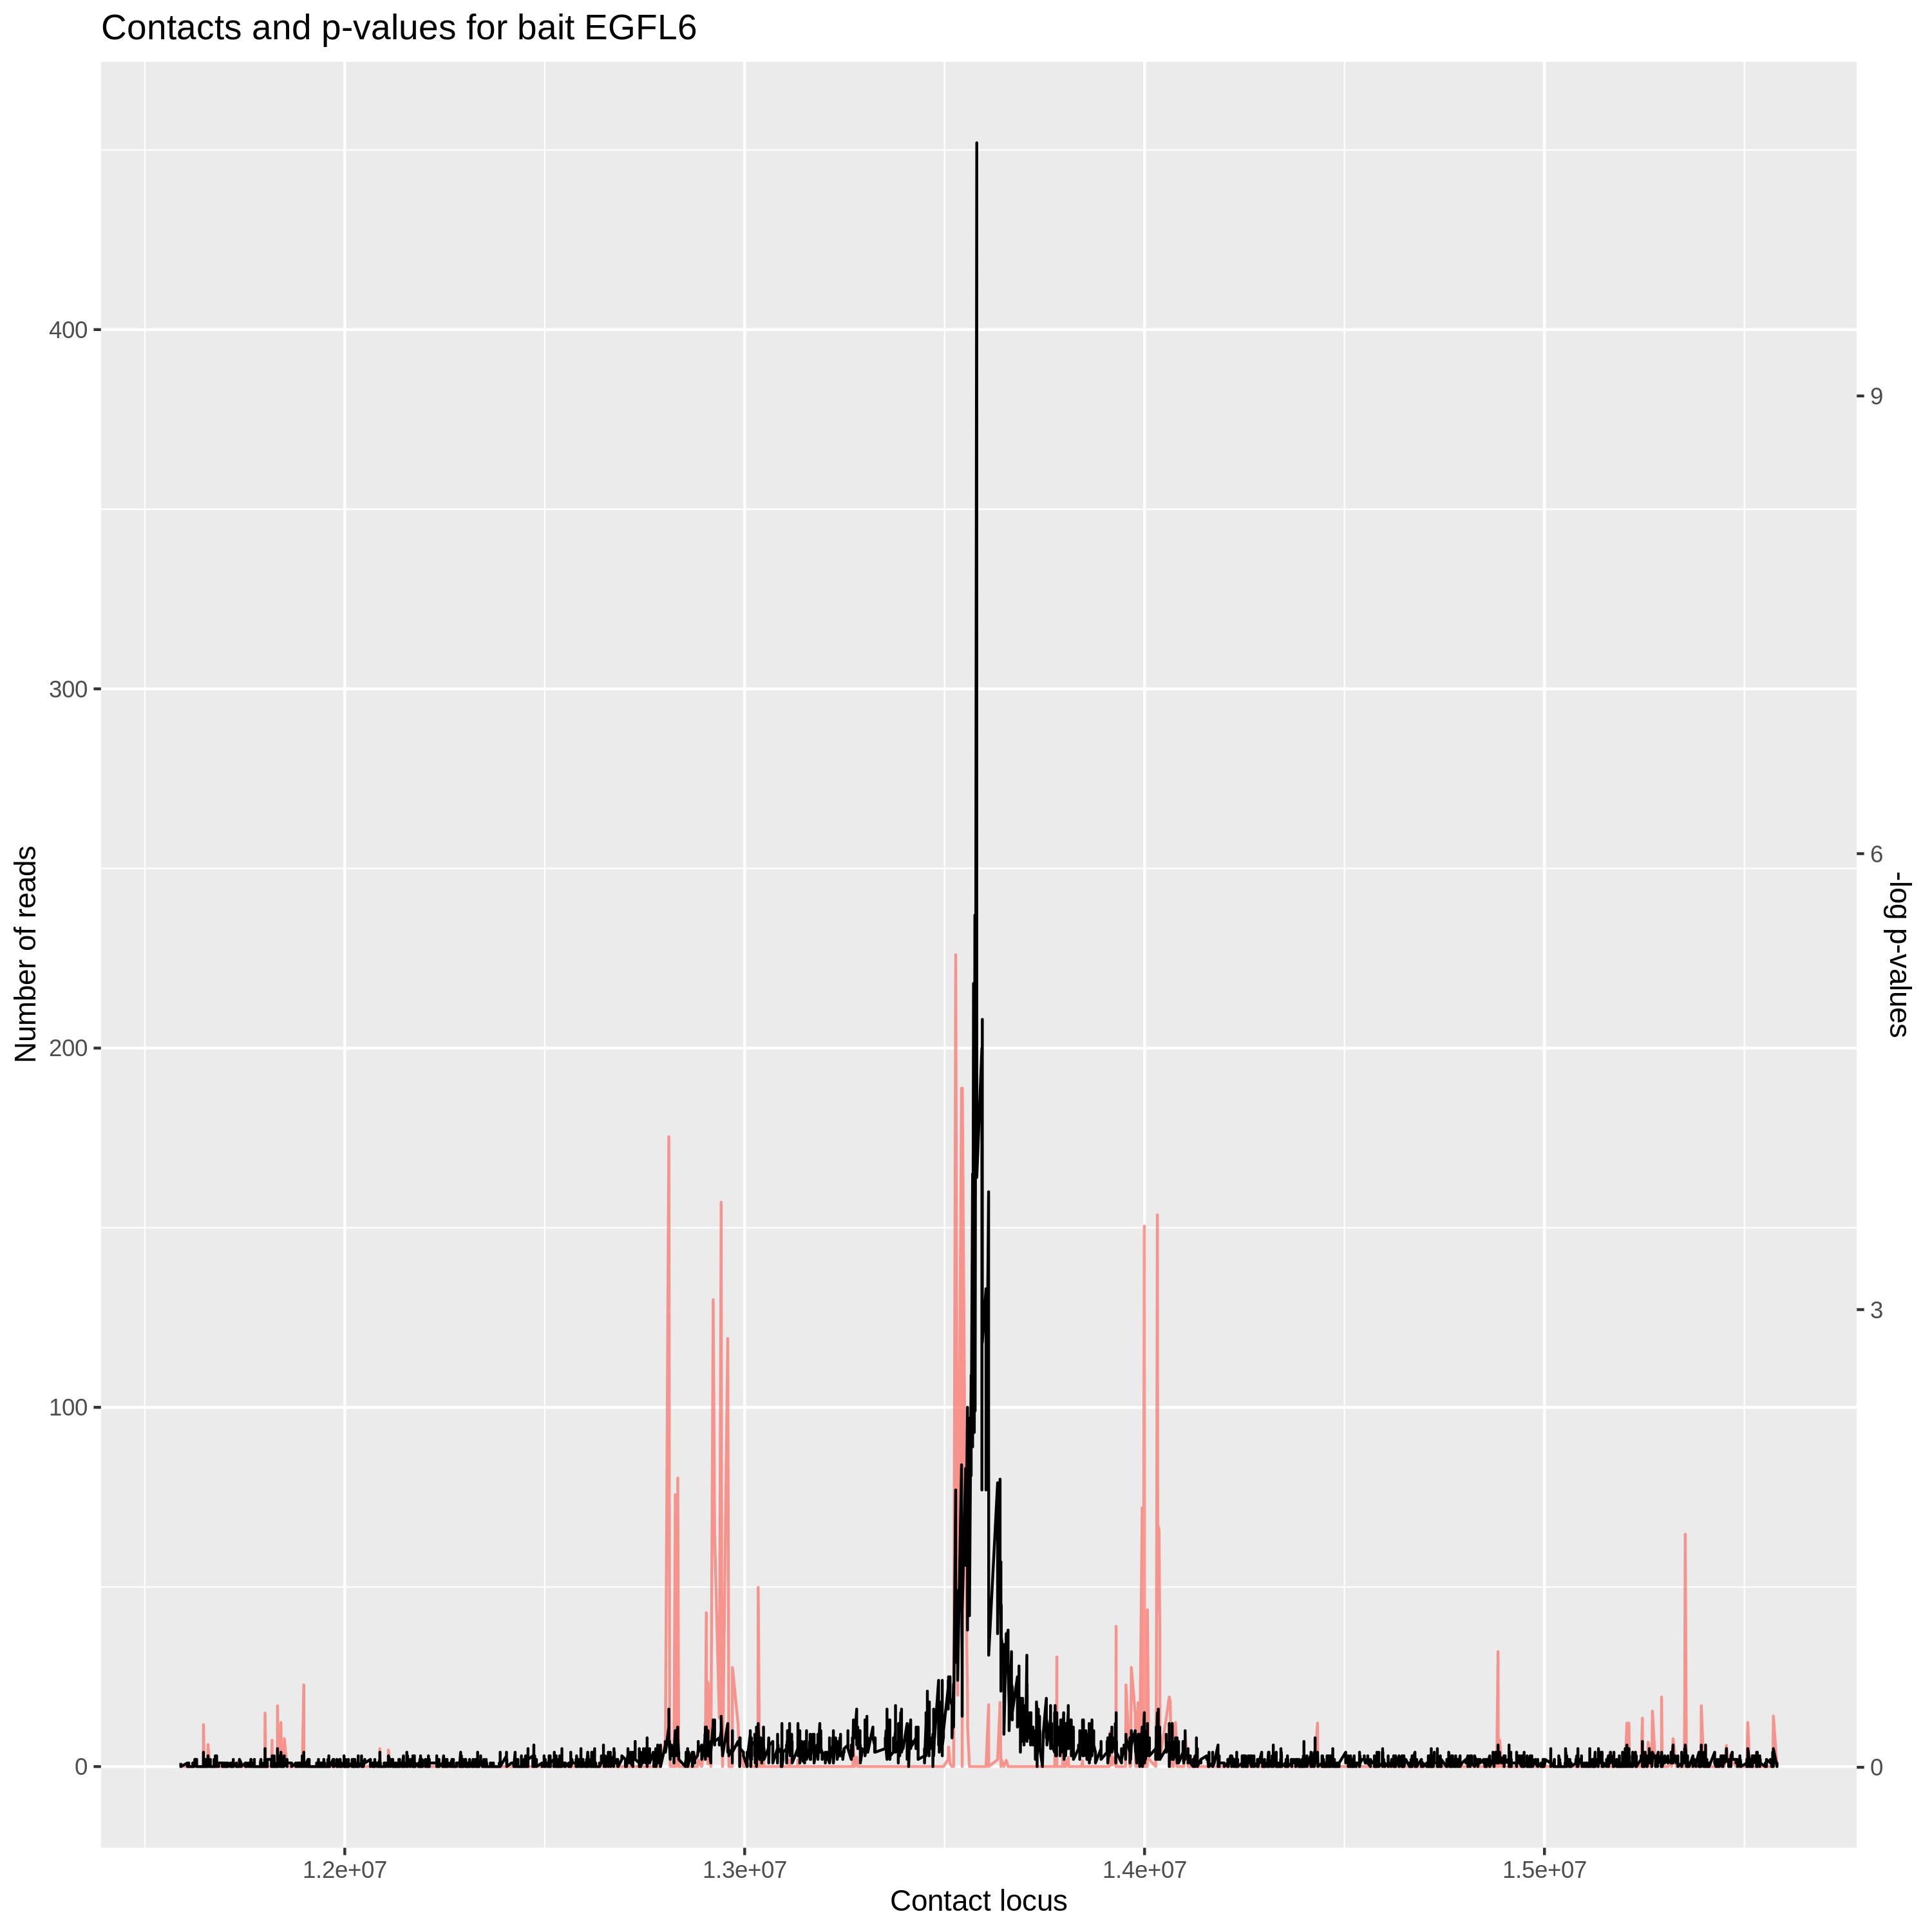 Contacts and p-values for bait EGFL6
Number of reads
400
300
200
100
0
9
6
3
0
-log p-values
1.2e+07
1.3e+07
1.4e+07
1.5e+07
Contact locus